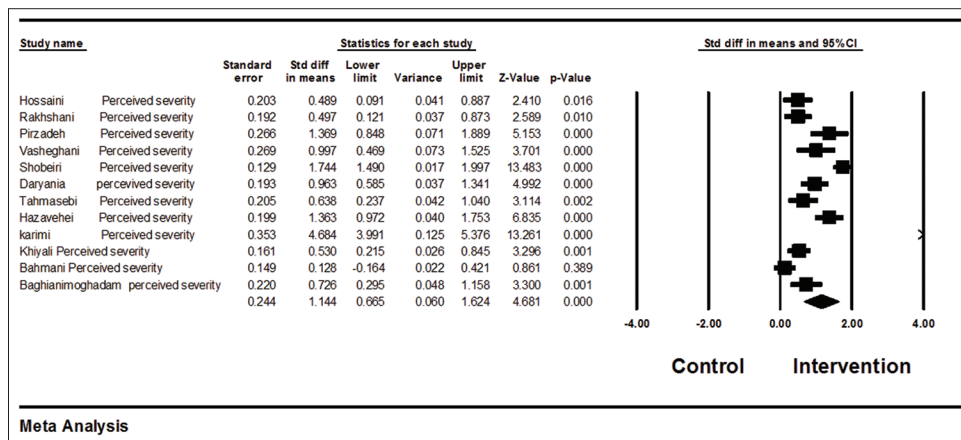 Study name Statistics for each study Std diff in means and 95%CI
Standard error Std diff in means Lower limit Variance Upper limit Z-Value p-Value
Hossaini Perceived severity 0.203 0.489 0.091 0.041 0.887 2.410 0.016
Rakhshani Perceived severity 0.192 0.497 0.121 0.037 0.873 2.589 0.010
Pirzadeh Perceived severity 0.266 1.369 0.848 0.071 1.889 5.153 0.000
Vasheghani Perceived severity 0.269 0.997 0.469 0.073 1.525 3.701 0.000
Shobeiri Perceived severity 0.129 1.744 1.490 0.017 1.997 13.483 0.000
Daryania percevived severity 0.193 0.963 0.585 0.037 1.341 4.992 0.000
Tahmasebi Perceived severity 0.205 0.638 0.237 0.042 1.040 3.114 0.002
Hazavehei Perceived severity 0.199 1.363 0.972 0.040 1.753 6.835 0.000
karimi Perceived severity 0.353 4.684 3.991 0.125 5.376 13.261 0.000
Khiyali Perceived severity 0.161 0.530 0.215 0.026 0.845 3.296 0.001
Bahmani Perceived severity 0.149 0.128 -0.164 0.022 0.421 0.861 0.389
Baghianimoghadam perceived severity 0.220 0.726 0.295 0.048 1.158 3.300 0.001
0.244 1.144 0.665 0.060 1.624 4.681 0.000
-4.00 -2.00 0.00 2.00 4.00
Control Intervention
Meta Analysis